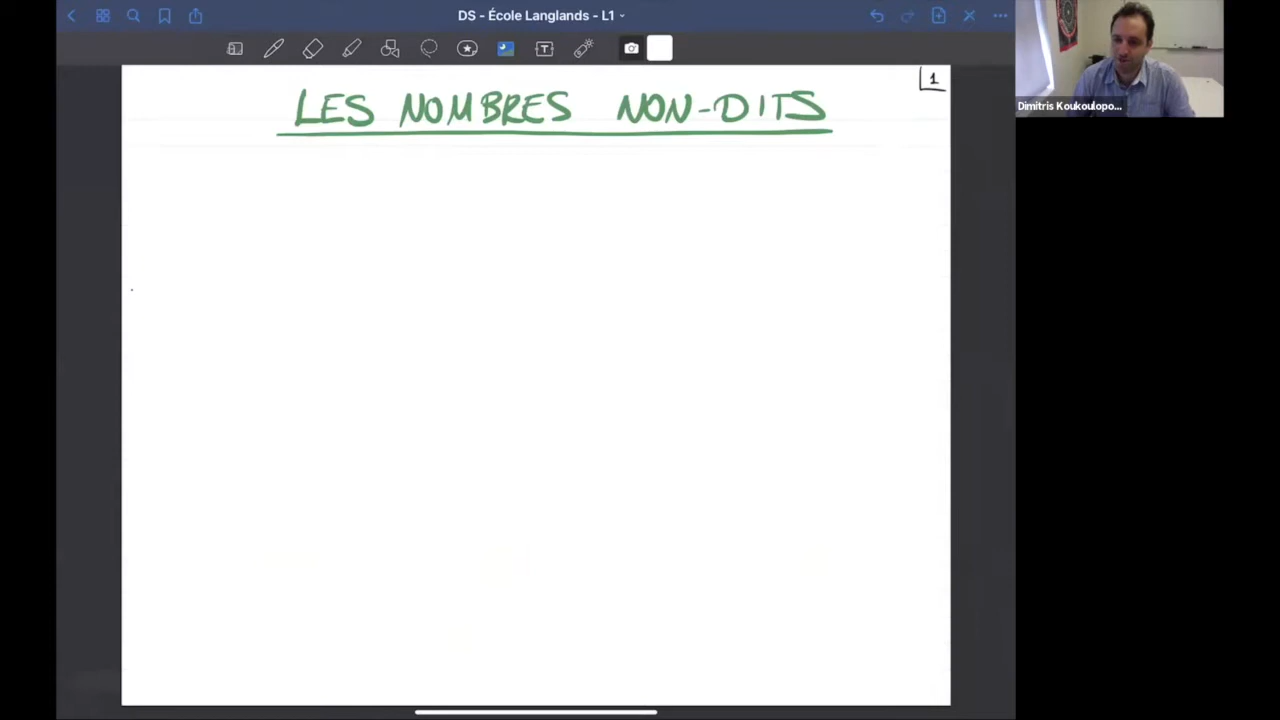 DS - École Langlands - L1
1
LES NOMBRES NON-DITS
Dimitris Koukoulopo...